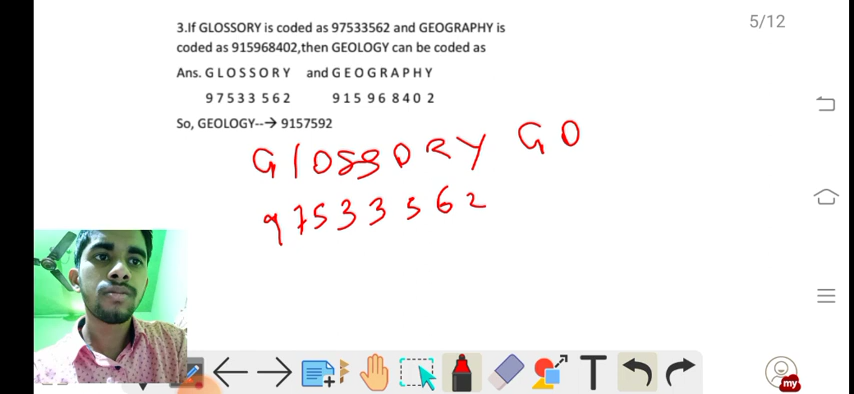 5/12
3.If GLOSSORY is coded as 97533562 and GEOGRAPHY is
coded as 915968402,then GEOLOGY can be coded as
Ans. G L O S S O R Y and G E O G R A P H Y
9 7 5 3 3 5 6 2 9 1 5 9 6 8 4 0 2
So, GEOLOGY--→ 9157592
GlOSSORY GO
97533562
T
my